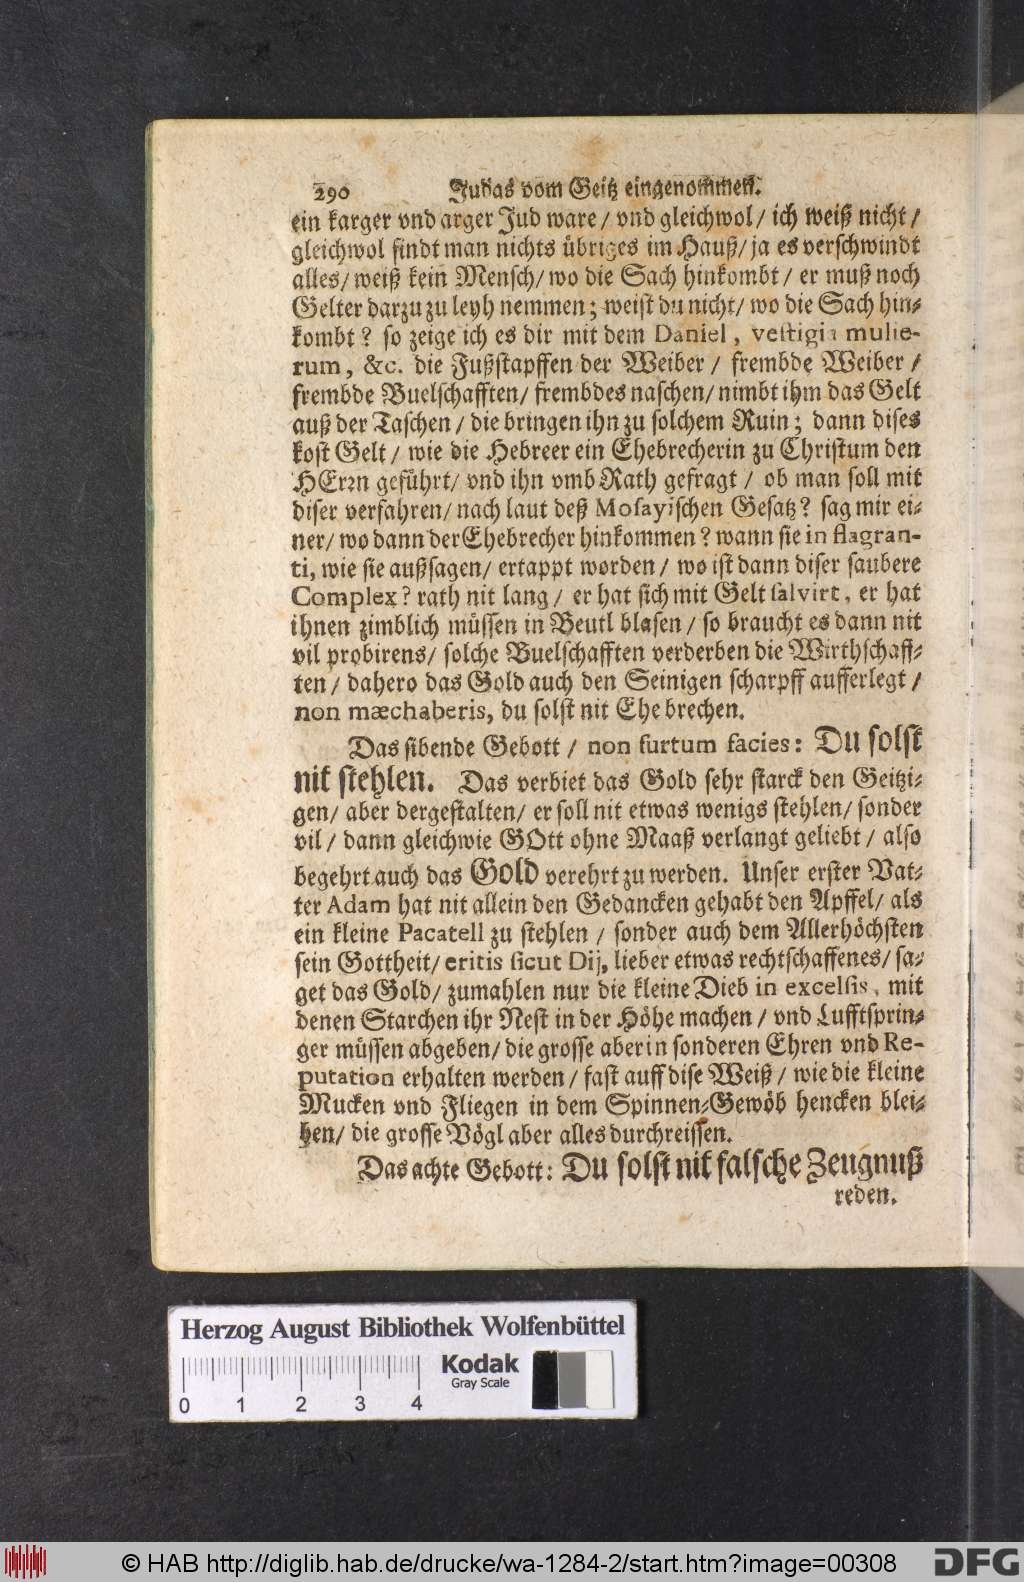 290 Judas vom Geitz eingenommen.
ein karger vnd arger Jud ware / vnd gleichwol / ich weiß nicht /
gleichwol findt man nichts übriges im Hauß / ja es verschwindt
alles / weiß kein Mensch / wo die Sach hinkombt / er muß noch
Gelter darzu zu leyh nemmen; weist du nicht / wo die Sach hin-
kombt? so zeige ich es dir mit dem Daniel, vestigia mulie-
rum, &c. die Fußstapffen der Weiber / frembde Weiber /
frembde Buelschafften / frembdes naschen / nimbt ihm das Gelt
auß der Taschen / die bringen ihn zu solchem Ruin; dann dises
kost Gelt / wie die Hebreer ein Ehebrecherin zu Christum den
HErrn geführt / vnd ihn vmb Rath gefragt / ob man soll mit
diser verfahren / nach laut deß Mosayischen Gesatz? sag mir ei-
ner / wo dann der Ehebrecher hinkommen? wann sie in flagran-
ti, wie sie außsagen / ertappt worden / wo ist dann diser saubere
Complex? rath nit lang / er hat sich mit Gelt salvirt, er hat
ihnen zimblich müssen in Beutl blasen / so braucht es dann nit
vil probirens / solche Buelschafften verderben die Wirthschaff-
ten / dahero das Gold auch den Seinigen scharpff aufferlegt /
non mæchaberis, du solst nit Ehe brechen.
Das sibende Gebott / non furtum facies: Du solst
nit stehlen. Das verbiet das Gold sehr starck den Geitzi-
gen / aber dergestalten / er soll nit etwas wenigs stehlen / sonder
vil / dann gleichwie GOtt ohne Maaß verlangt geliebt / also
begehrt auch das Gold verehrt zu werden. Unser erster Vat-
ter Adam hat nit allein den Gedancken gehabt den Apffel / als
ein kleine Pacatell zu stehlen / sonder auch dem Allerhöchsten
sein Gottheit / eritis sicut Dij, lieber etwas rechtschaffenes / sa-
get das Gold / zumahlen nur die kleine Dieb in excelsis, mit
denen Starchen ihr Nest in der Höhe machen / vnd Lufftsprin-
ger müssen abgeben / die grosse aber in sonderen Ehren vnd Re-
putation erhalten werden / fast auff dise Weiß / wie die kleine
Mucken vnd Fliegen in dem Spinnen-Gewöb hencken blei-
ben / die grosse Vögl aber alles durchreissen.
Das achte Gebott: Du solst nit falsche Zeugnuß
reden.
Herzog August Bibliothek Wolfenbüttel
Kodak
Gray Scale
0 1 2 3 4
© HAB http://diglib.hab.de/drucke/wa-1284-2/start.htm?image=00308
DFG